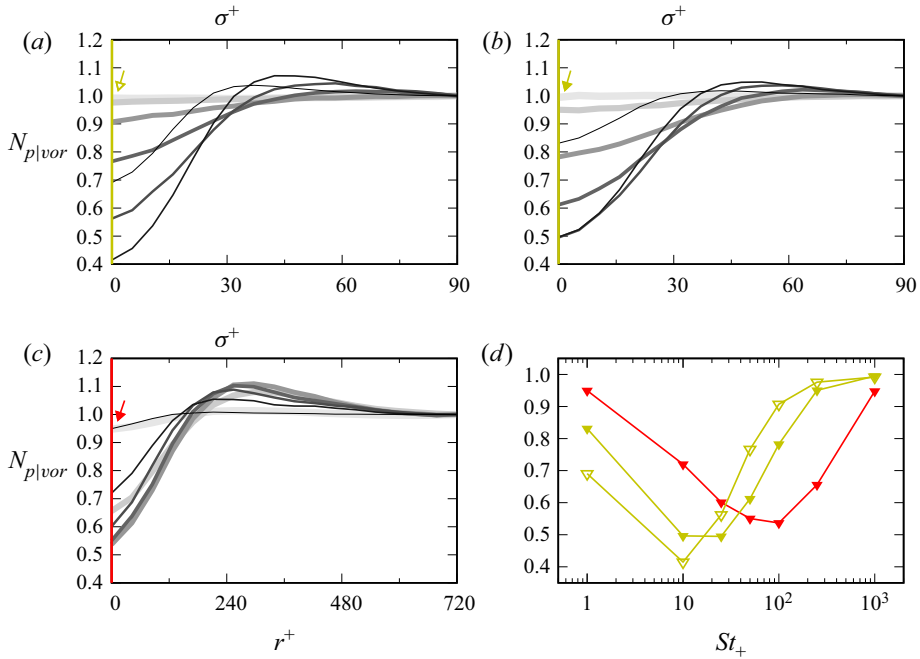 σ+ σ+
(a) (b)
1.2 1.2
1.1 1.1
1.0 1.0
0.9 0.9
Np|vor 0.8 0.8
0.7 0.7
0.6 0.6
0.5 0.5
0.4 0.4
0 30 60 90 0 30 60 90
σ+
(c) (d)
1.2
1.1 1.0
1.0 0.9
0.9 0.8
Np|vor 0.8 0.7
0.7 0.6
0.6 0.5
0.5 0.4
0.4
0 240 480 720 1 10 10² 10³
r+ St+